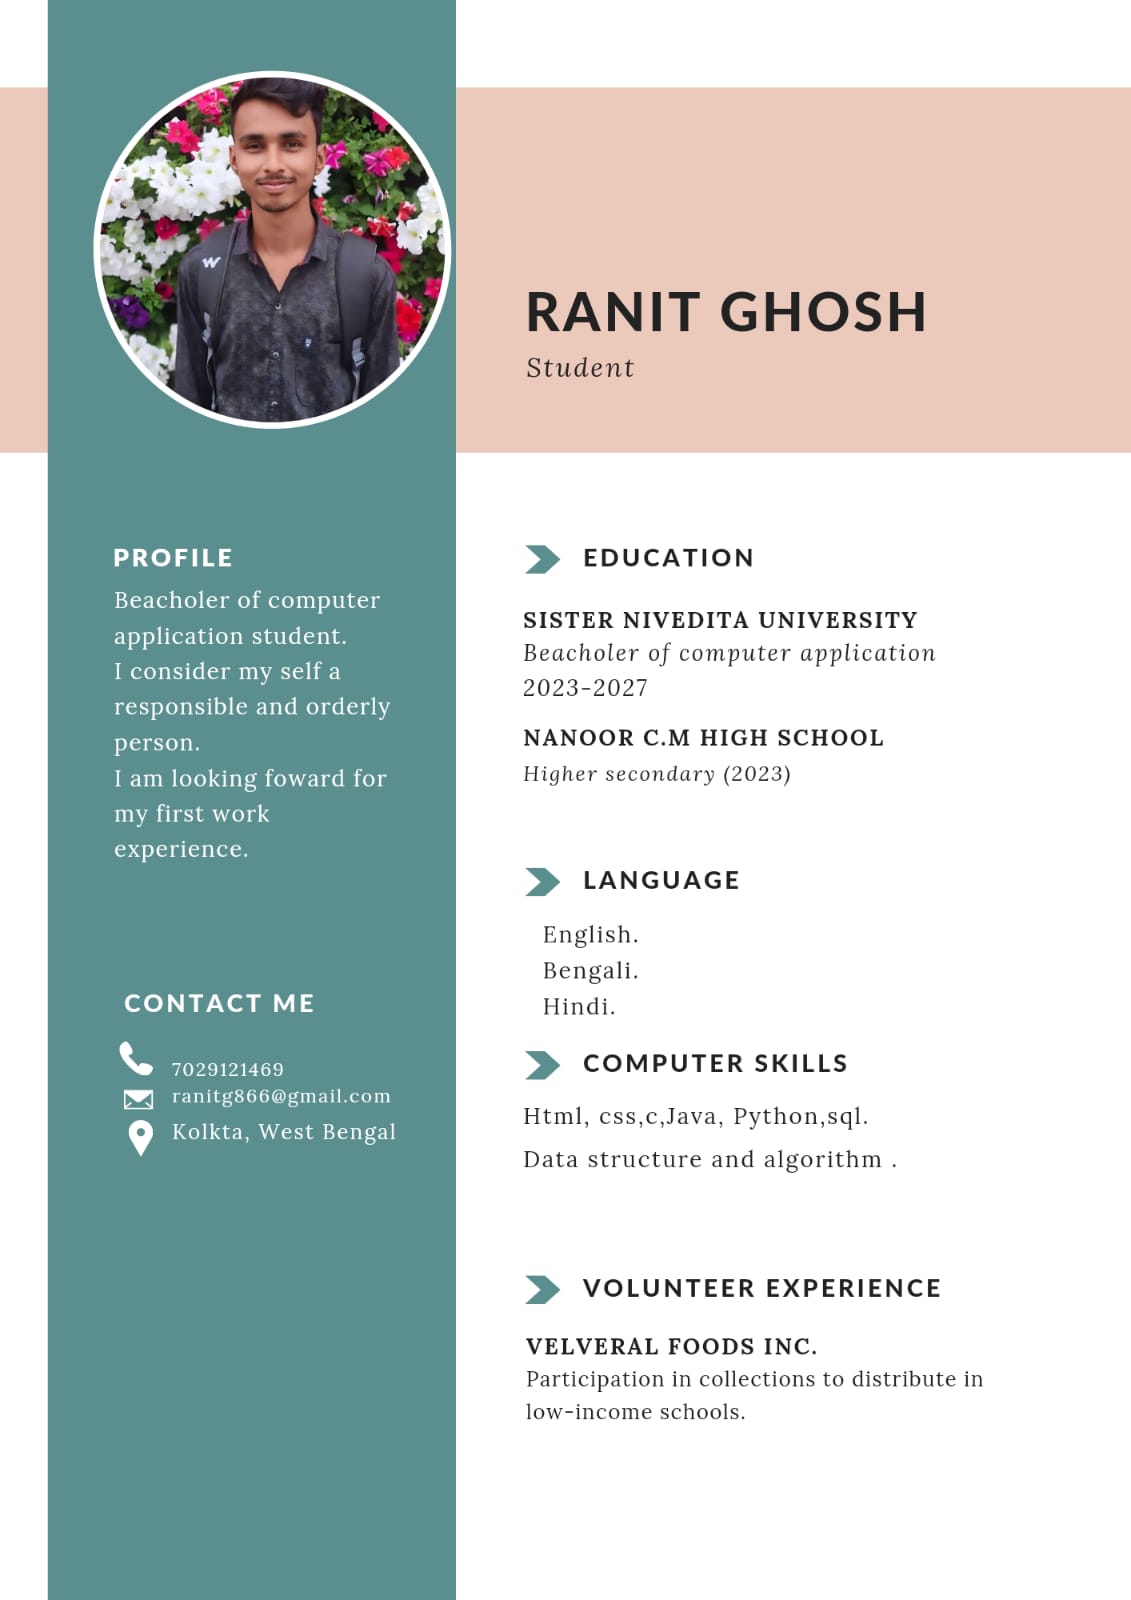 RANIT GHOSH
Student
PROFILE
Beacholer of computer
application student.
I consider my self a
responsible and orderly
person.
I am looking foward for
my first work
experience.
CONTACT ME
7029121469
ranitg866@gmail.com
Kolkta, West Bengal
EDUCATION
SISTER NIVEDITA UNIVERSITY
Beacholer of computer application
2023-2027
NANOOR C.M HIGH SCHOOL
Higher secondary (2023)
LANGUAGE
English.
Bengali.
Hindi.
COMPUTER SKILLS
Html, css,c,Java, Python,sql.
Data structure and algorithm .
VOLUNTEER EXPERIENCE
VELVERAL FOODS INC.
Participation in collections to distribute in
low-income schools.